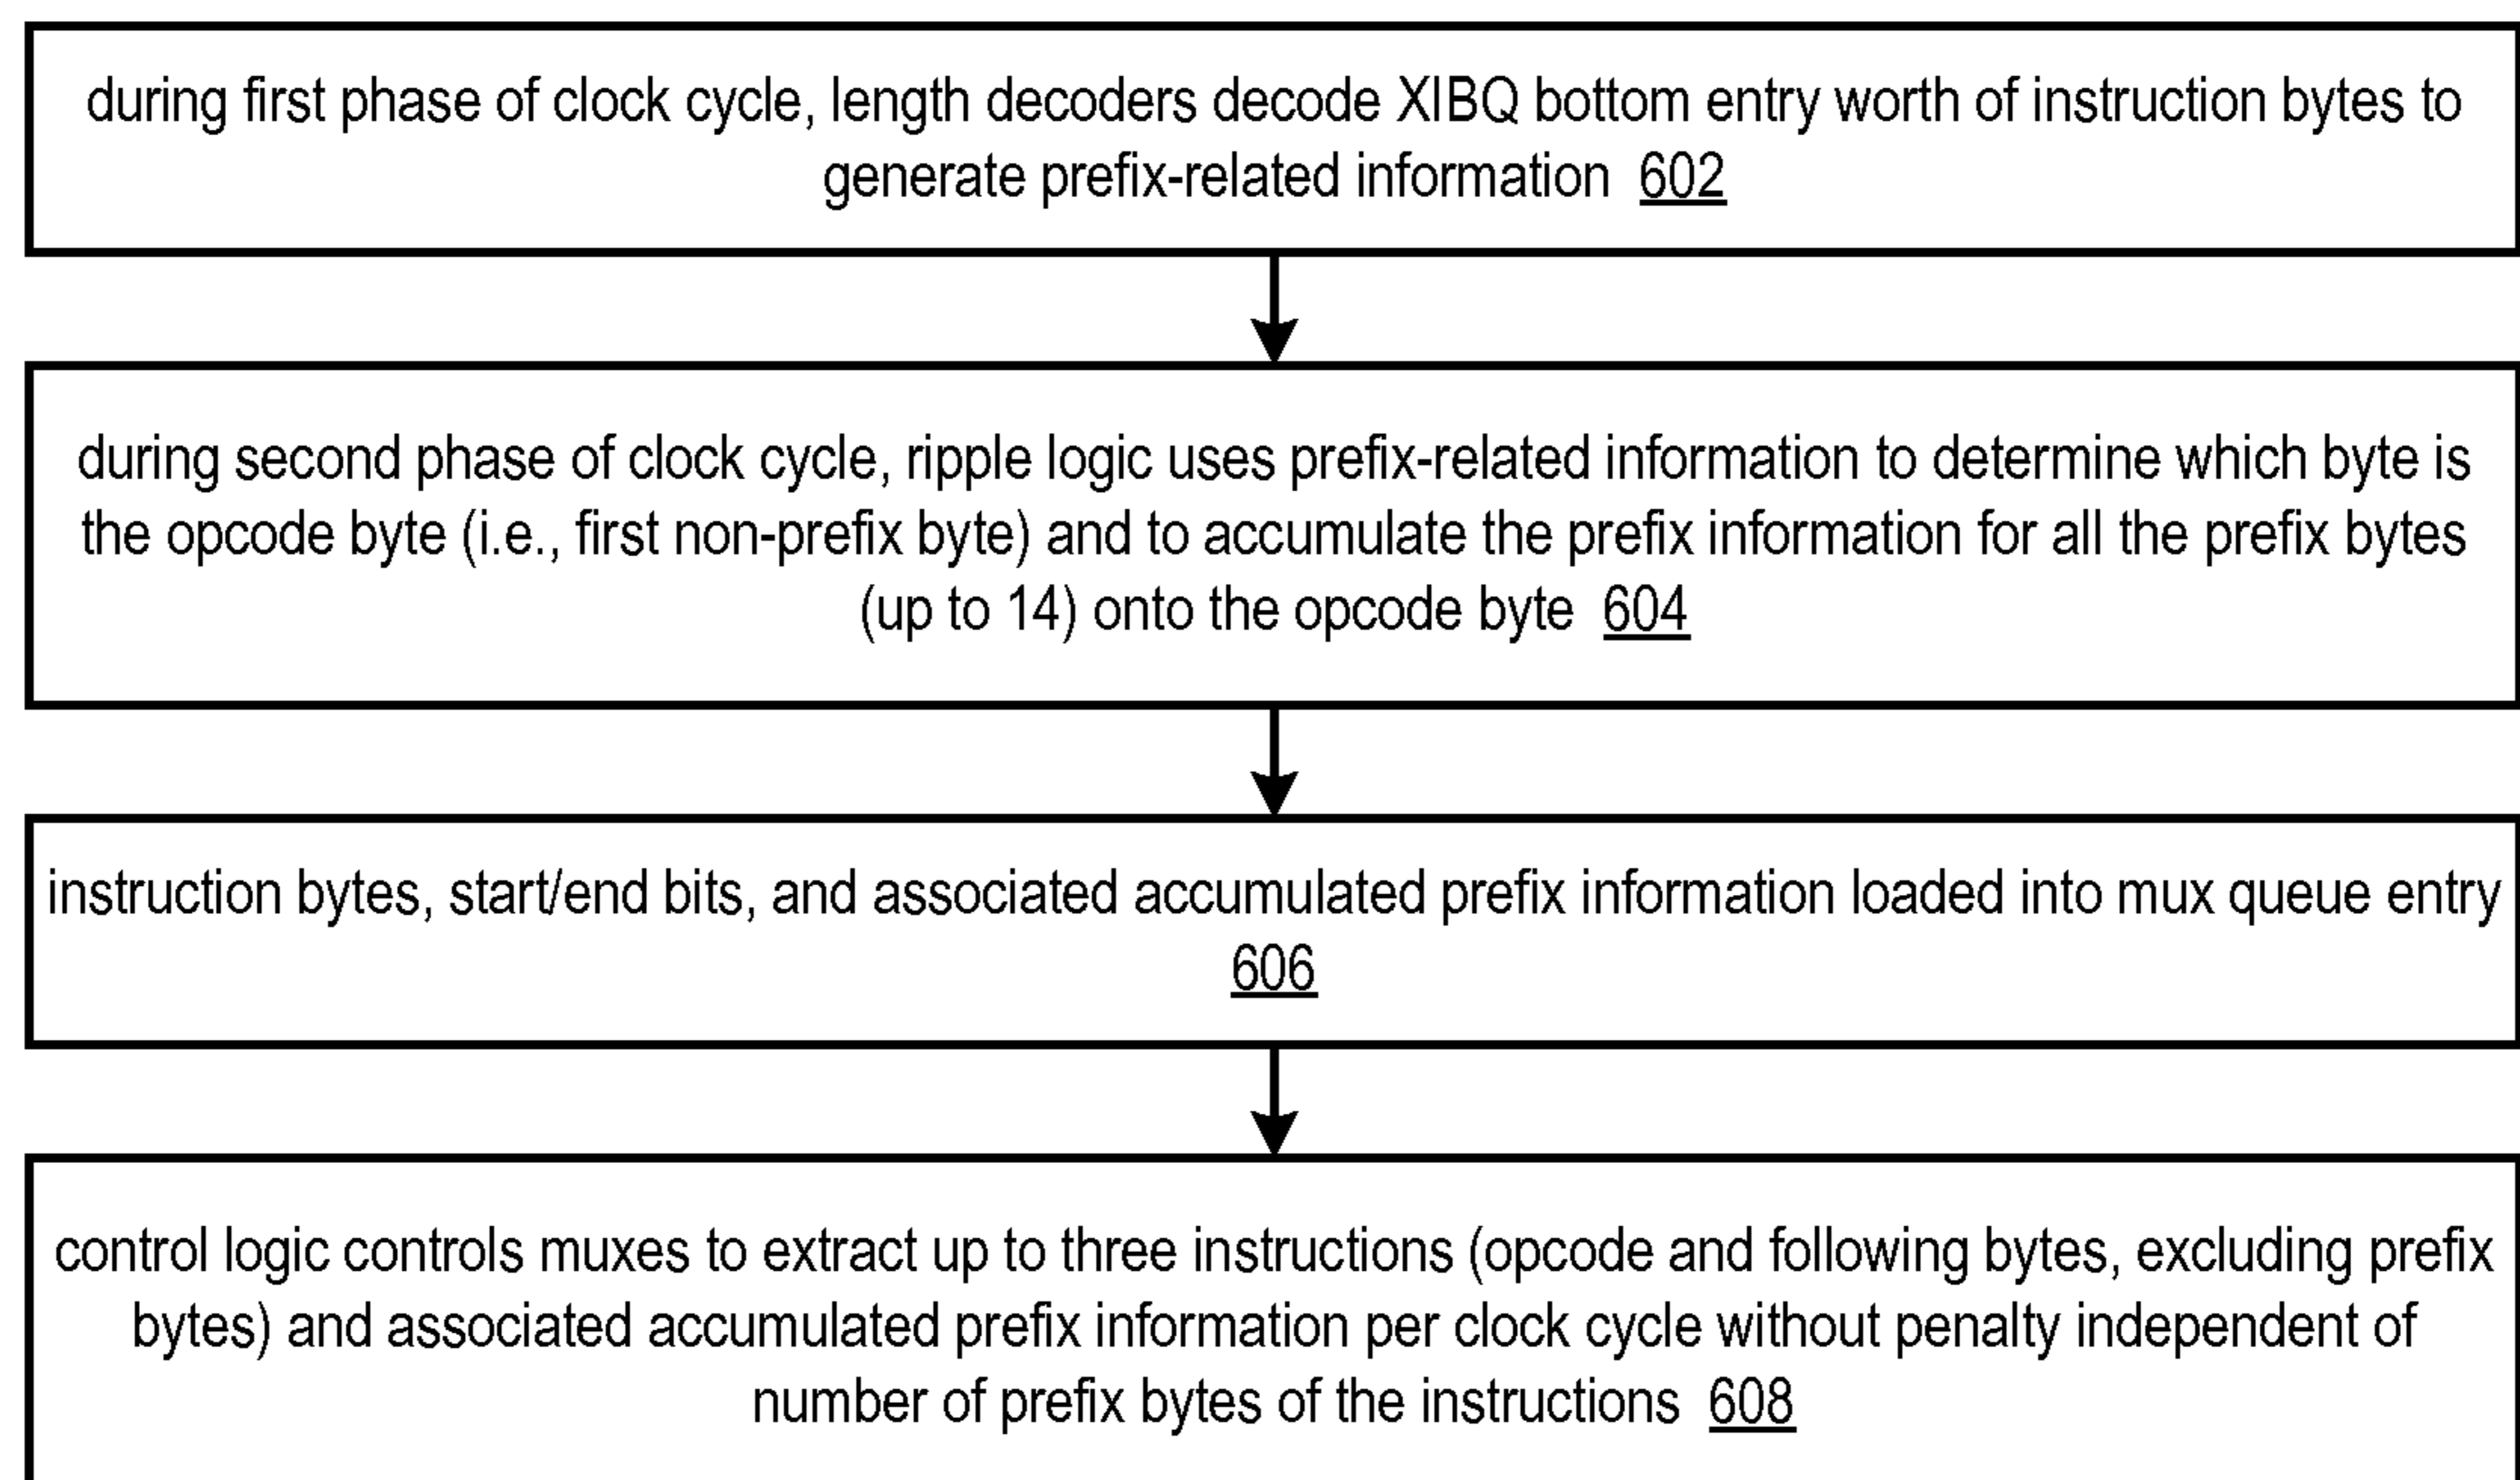 during first phase of clock cycle, length decoders decode XIBQ bottom entry worth of instruction bytes to
generate prefix-related information 602
during second phase of clock cycle, ripple logic uses prefix-related information to determine which byte is
the opcode byte (i.e., first non-prefix byte) and to accumulate the prefix information for all the prefix bytes
(up to 14) onto the opcode byte 604
instruction bytes, start/end bits, and associated accumulated prefix information loaded into mux queue entry
606
control logic controls muxes to extract up to three instructions (opcode and following bytes, excluding prefix
bytes) and associated accumulated prefix information per clock cycle without penalty independent of
number of prefix bytes of the instructions 608